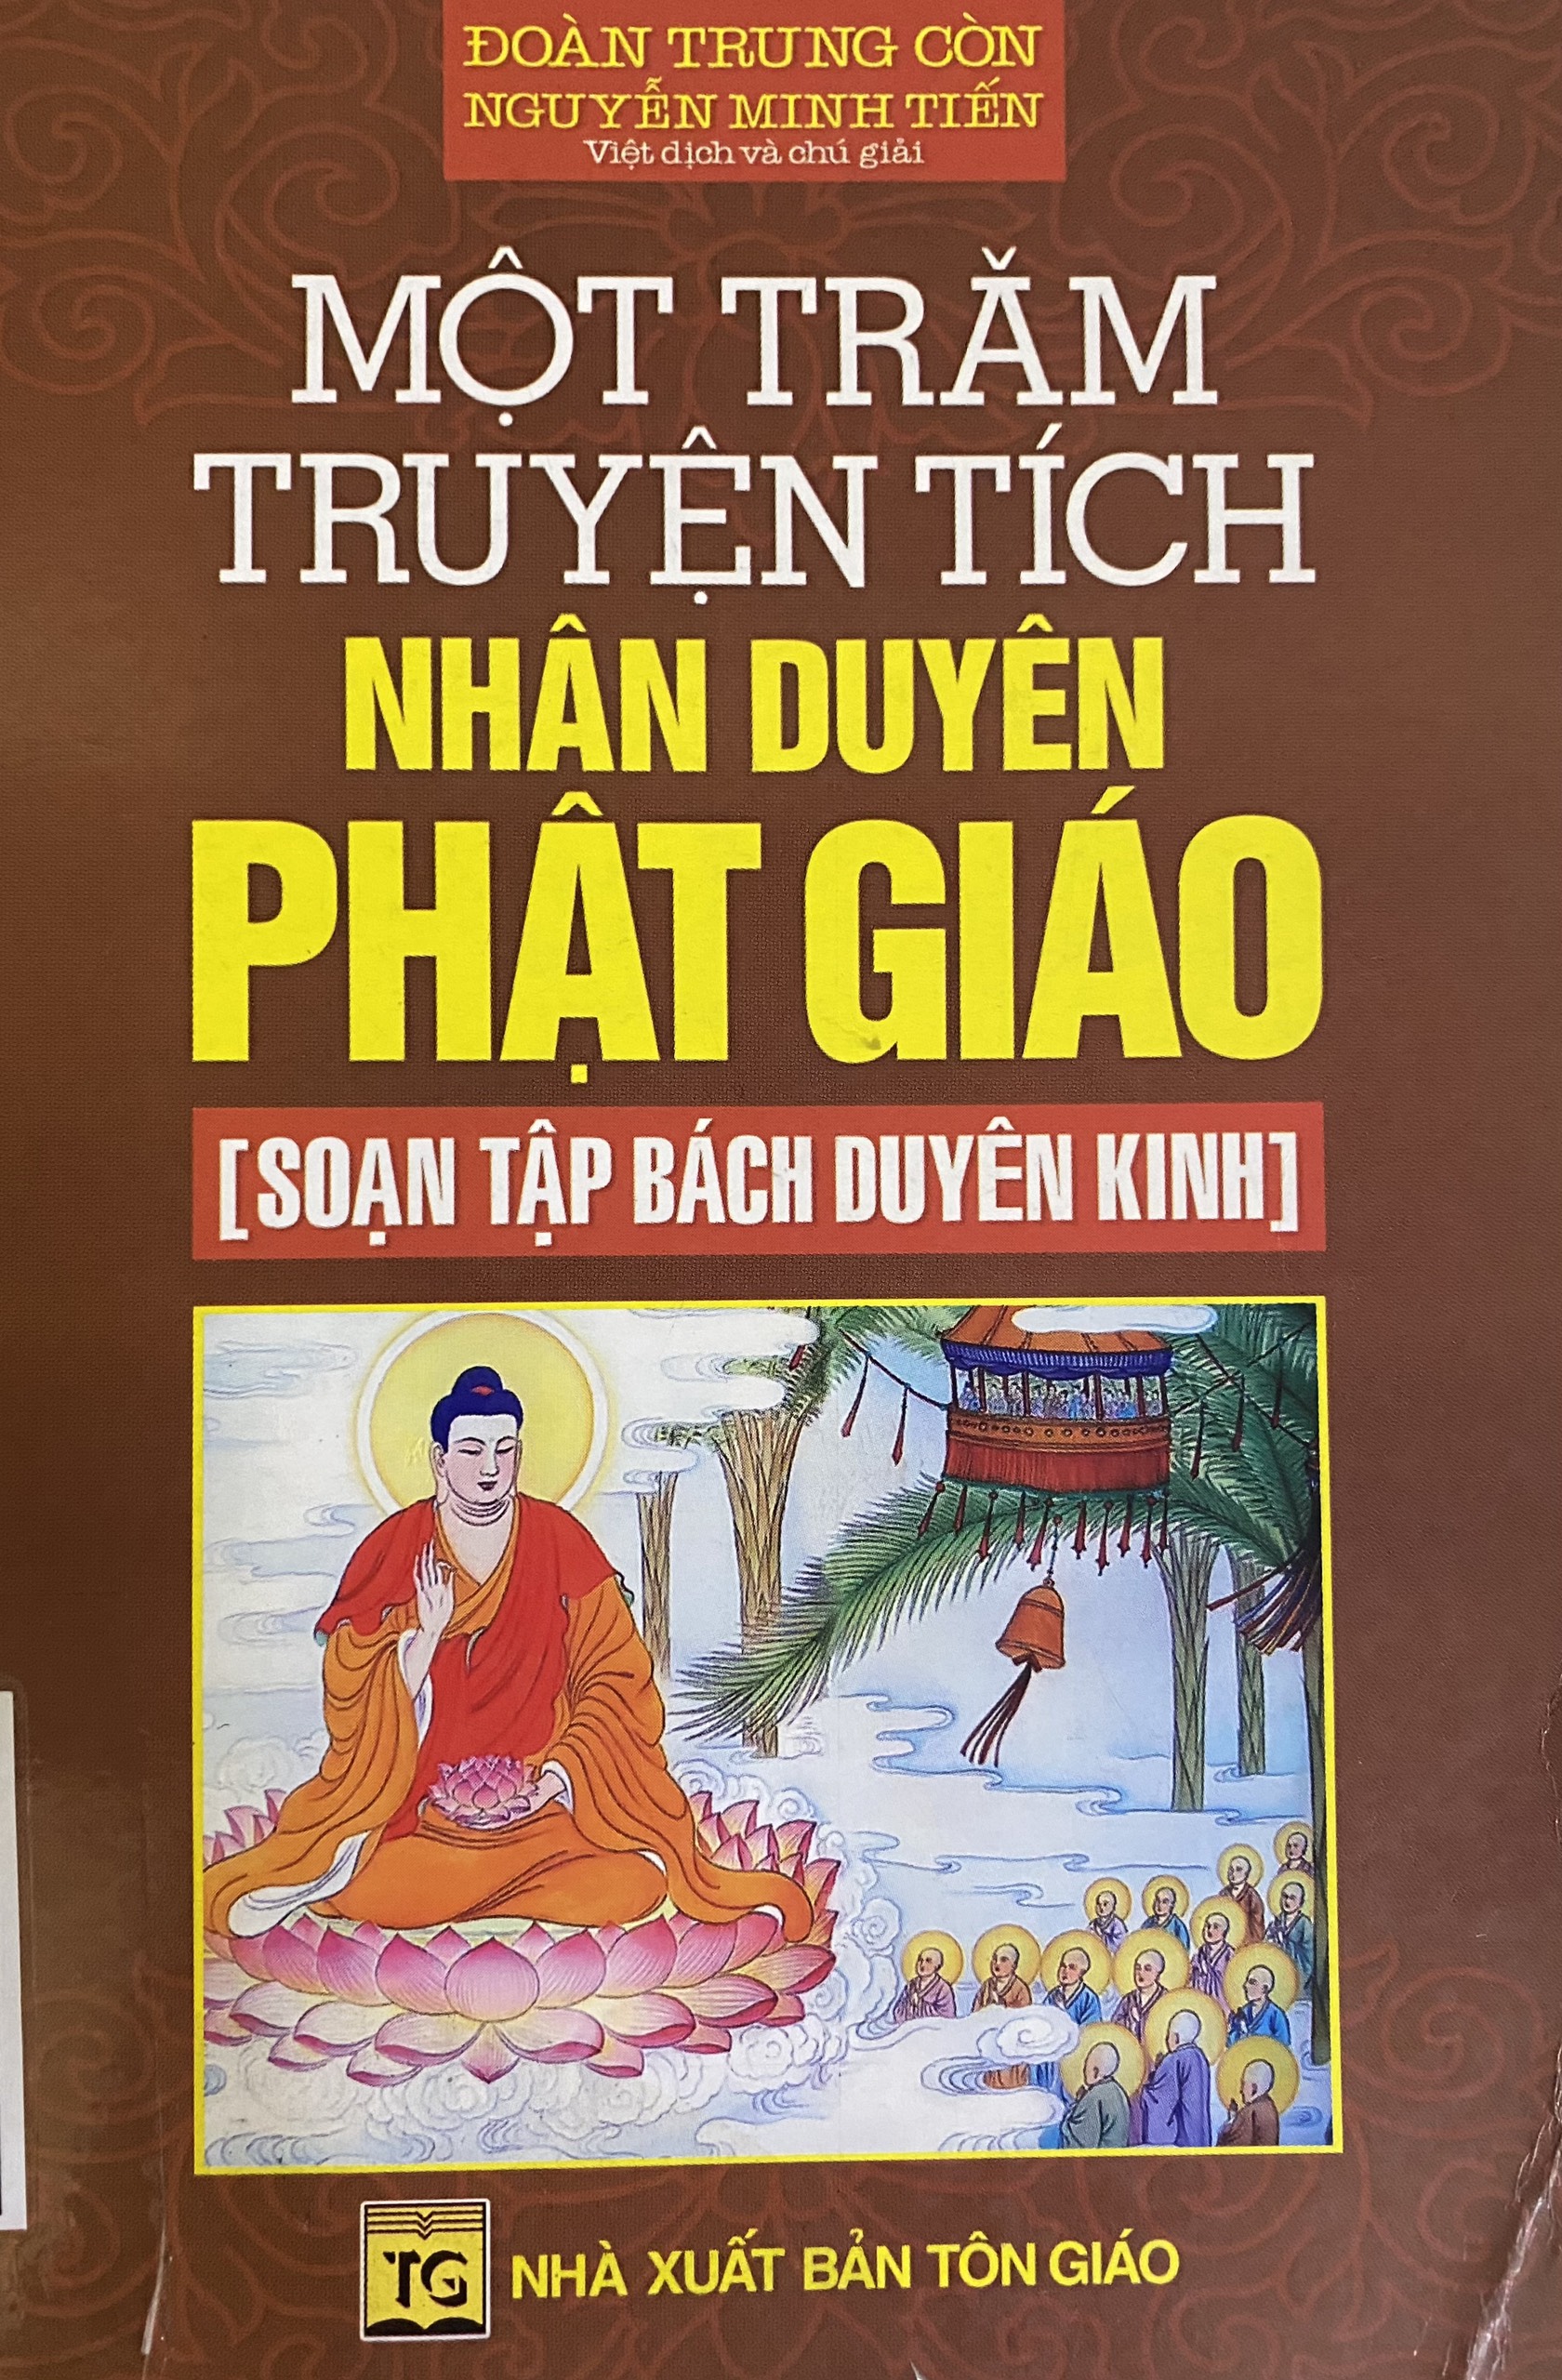 ĐOÀN TRUNG CÒN
NGUYỄN MINH TIẾN
Việt dịch và chú giải
MỘT TRĂM
TRUYỆN TÍCH
NHÂN DUYÊN
PHẬT GIÁO
[SOẠN TẬP BÁCH DUYÊN KINH]
TG
NHÀ XUẤT BẢN TÔN GIÁO